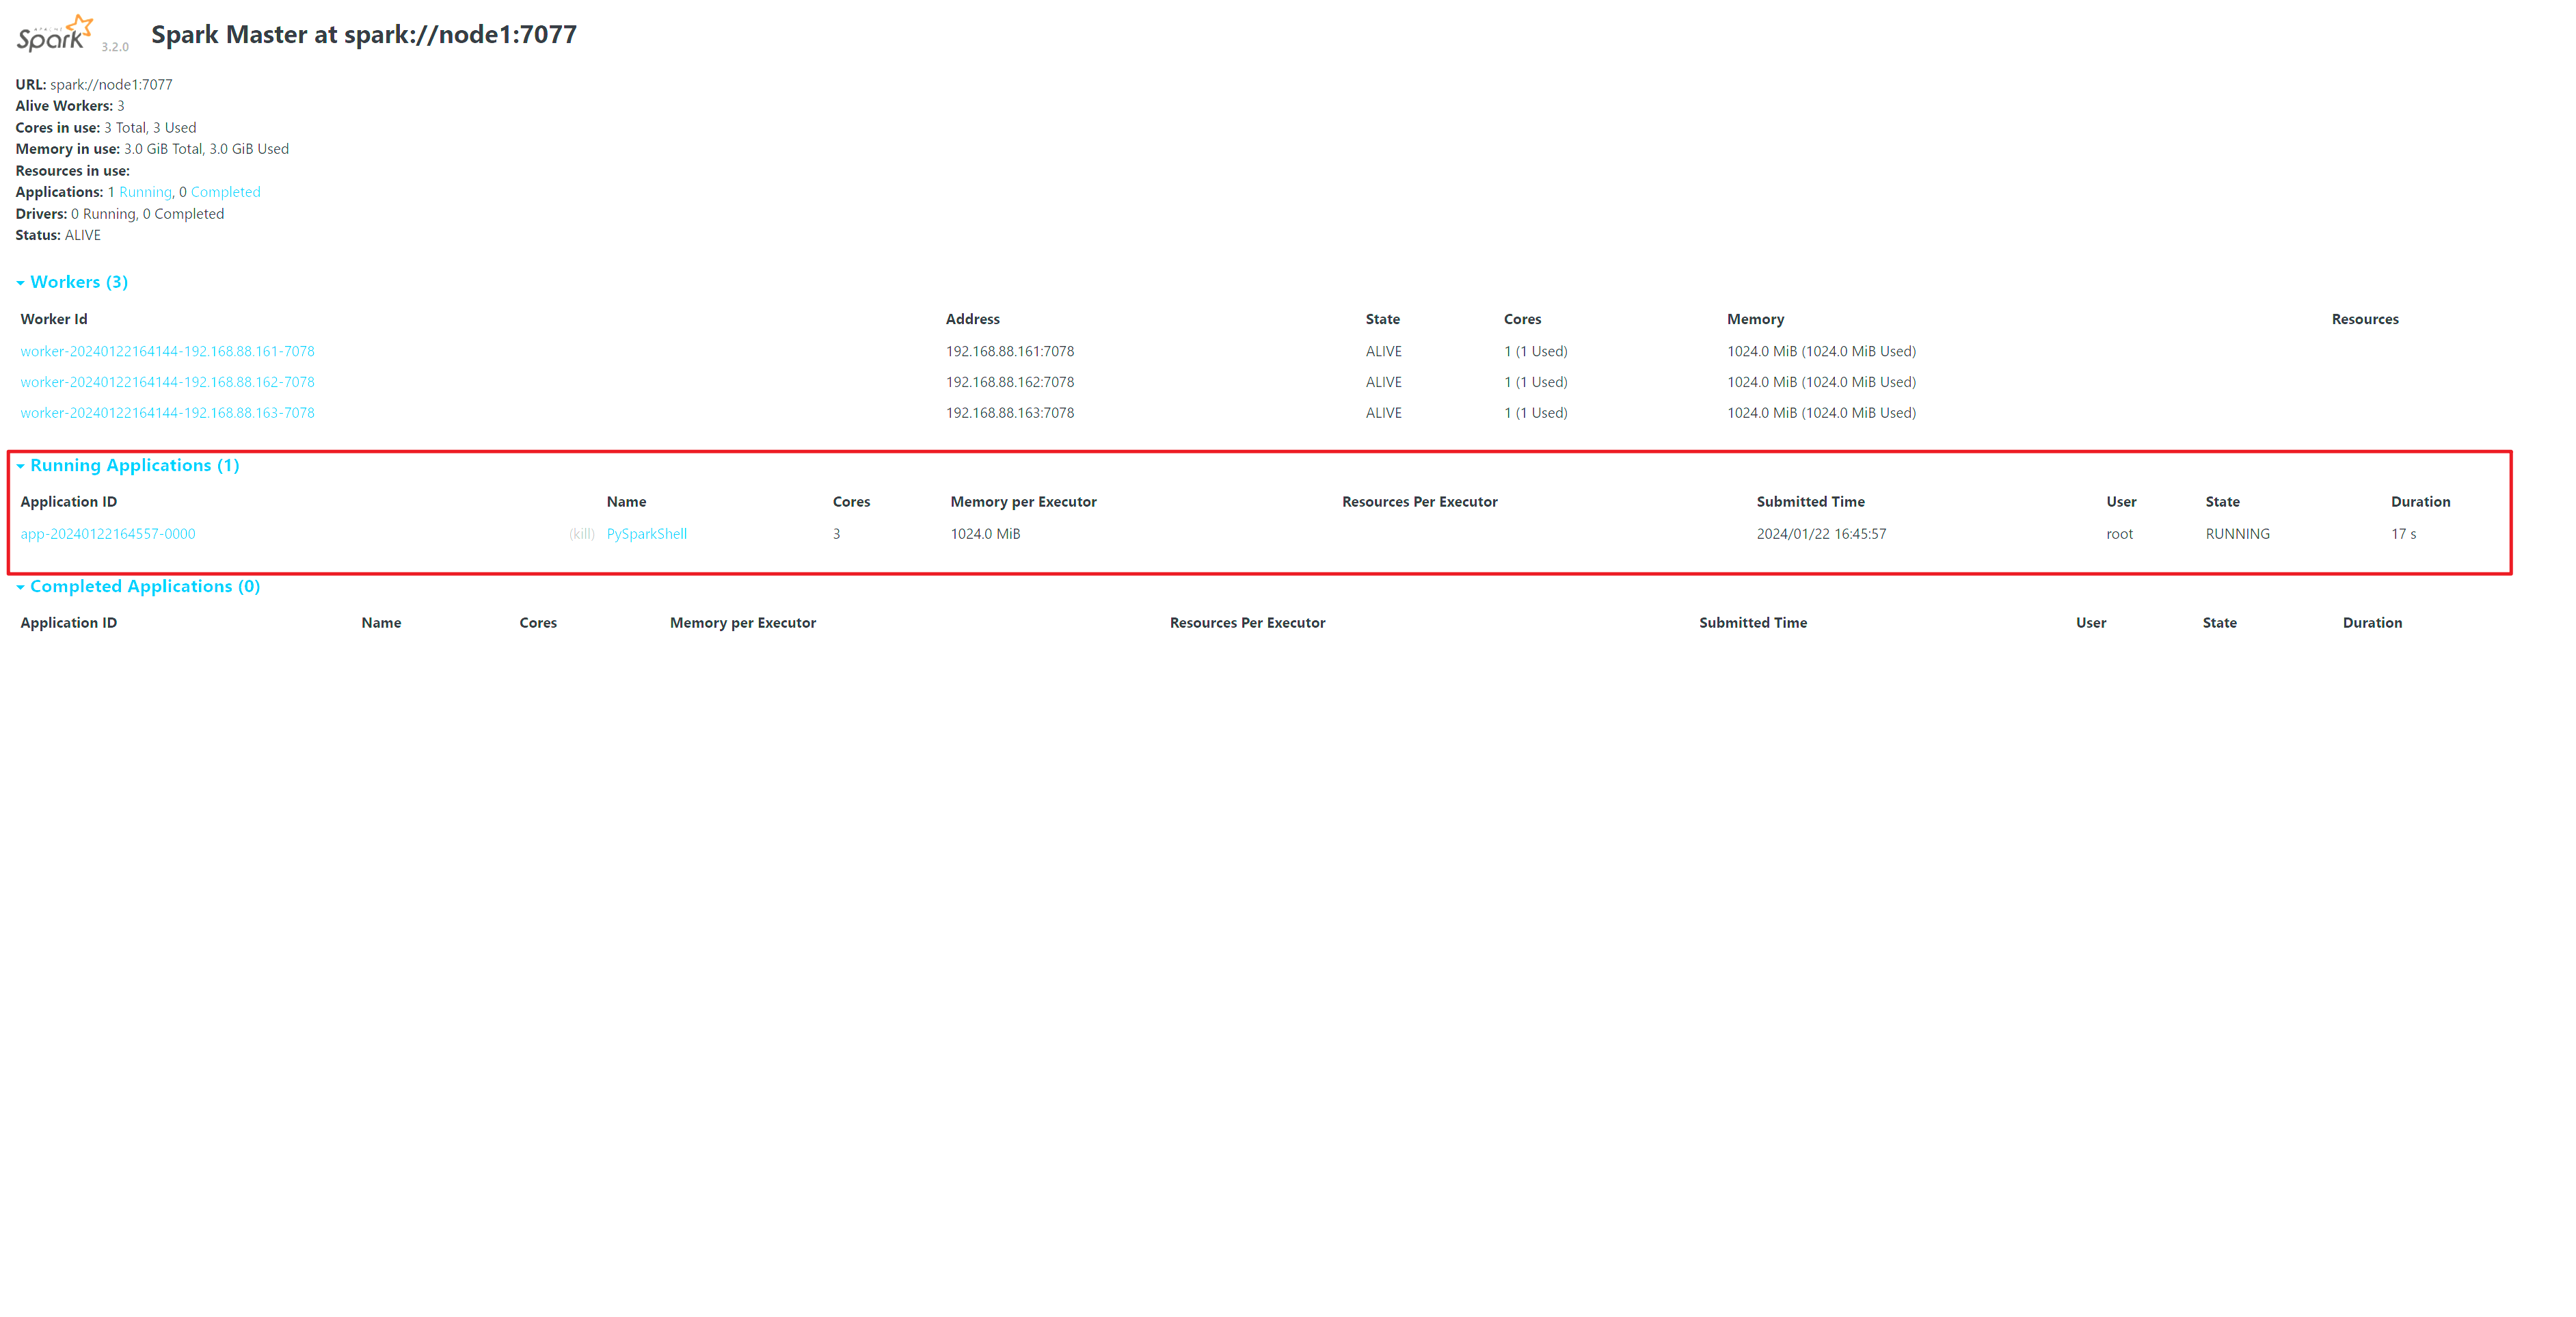 APACHE
Spark 3.2.0 Spark Master at spark://node1:7077
URL: spark://node1:7077
Alive Workers: 3
Cores in use: 3 Total, 3 Used
Memory in use: 3.0 GiB Total, 3.0 GiB Used
Resources in use:
Applications: 1 Running, 0 Completed
Drivers: 0 Running, 0 Completed
Status: ALIVE
Workers (3)
Worker Id Address State Cores Memory Resources
worker-20240122164144-192.168.88.161-7078 192.168.88.161:7078 ALIVE 1 (1 Used) 1024.0 MiB (1024.0 MiB Used)
worker-20240122164144-192.168.88.162-7078 192.168.88.162:7078 ALIVE 1 (1 Used) 1024.0 MiB (1024.0 MiB Used)
worker-20240122164144-192.168.88.163-7078 192.168.88.163:7078 ALIVE 1 (1 Used) 1024.0 MiB (1024.0 MiB Used)
Running Applications (1)
Application ID Name Cores Memory per Executor Resources Per Executor Submitted Time User State Duration
app-20240122164557-0000 (kill) PySparkShell 3 1024.0 MiB 2024/01/22 16:45:57 root RUNNING 17 s
Completed Applications (0)
Application ID Name Cores Memory per Executor Resources Per Executor Submitted Time User State Duration